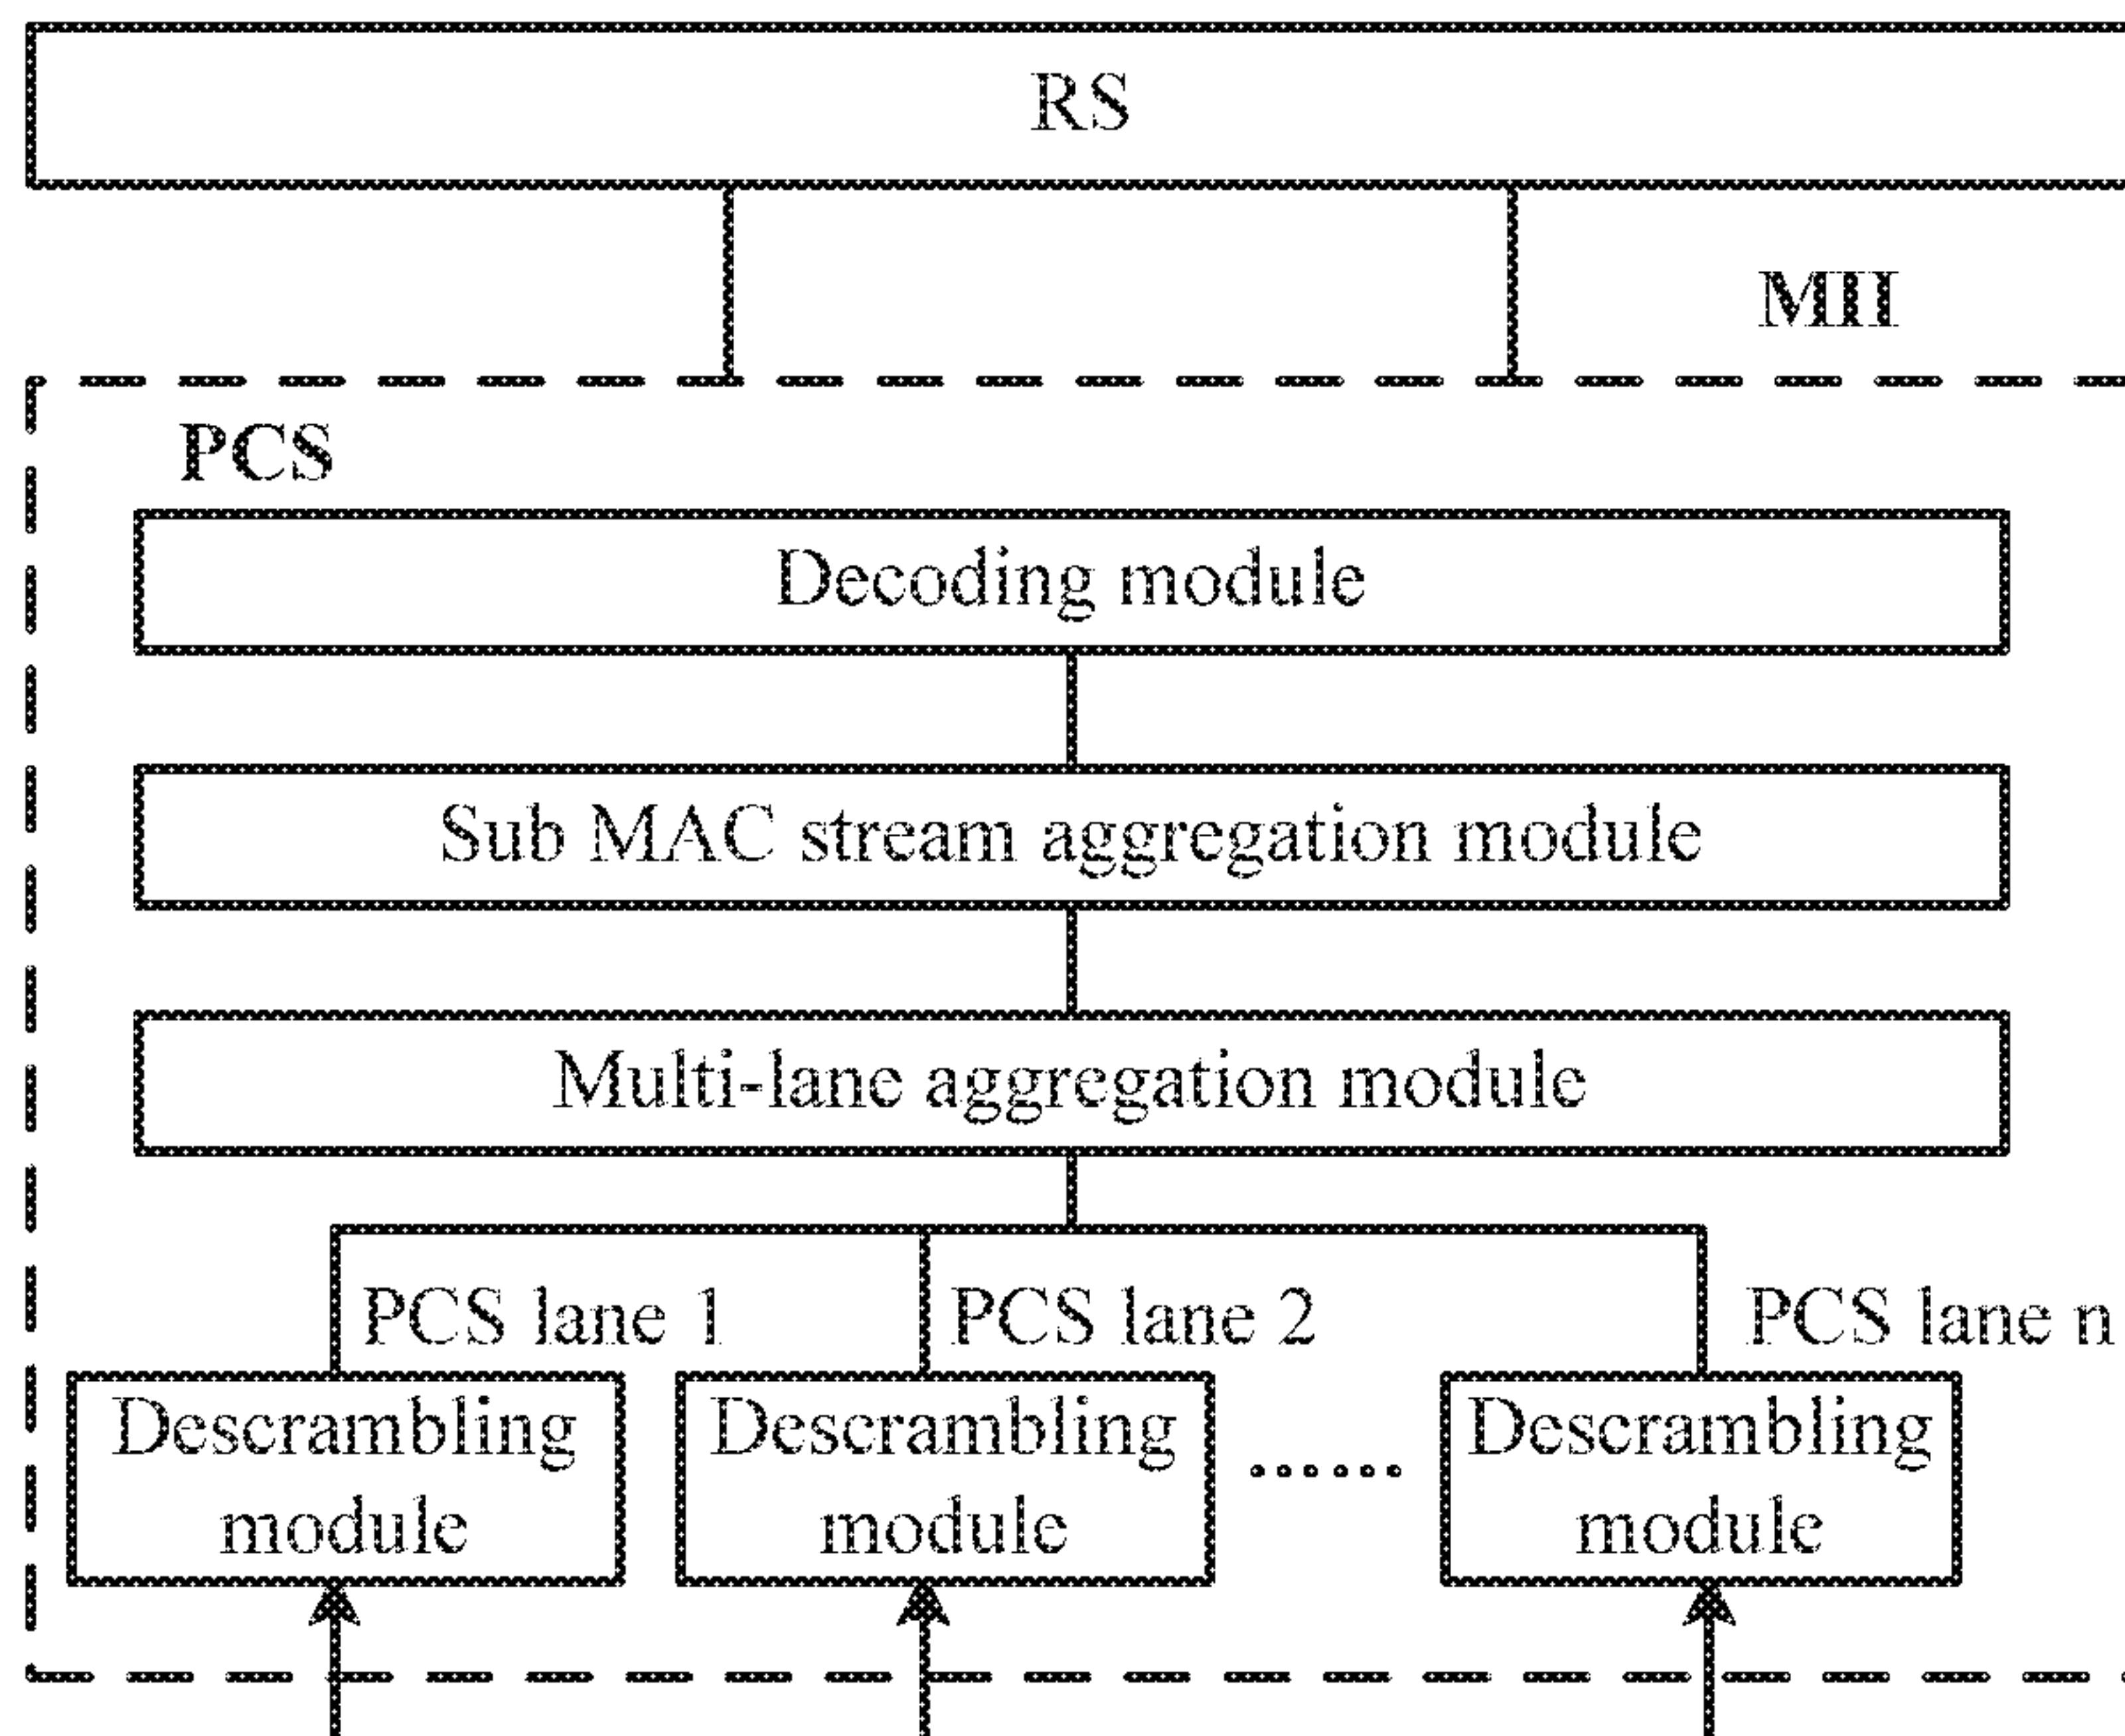 RS
MII
PCS
Decoding module
Sub MAC stream aggregation module
Multi-lane aggregation module
PCS lane 1
PCS lane 2
PCS lane n
Descrambling
module
Descrambling
module
......
Descrambling
module